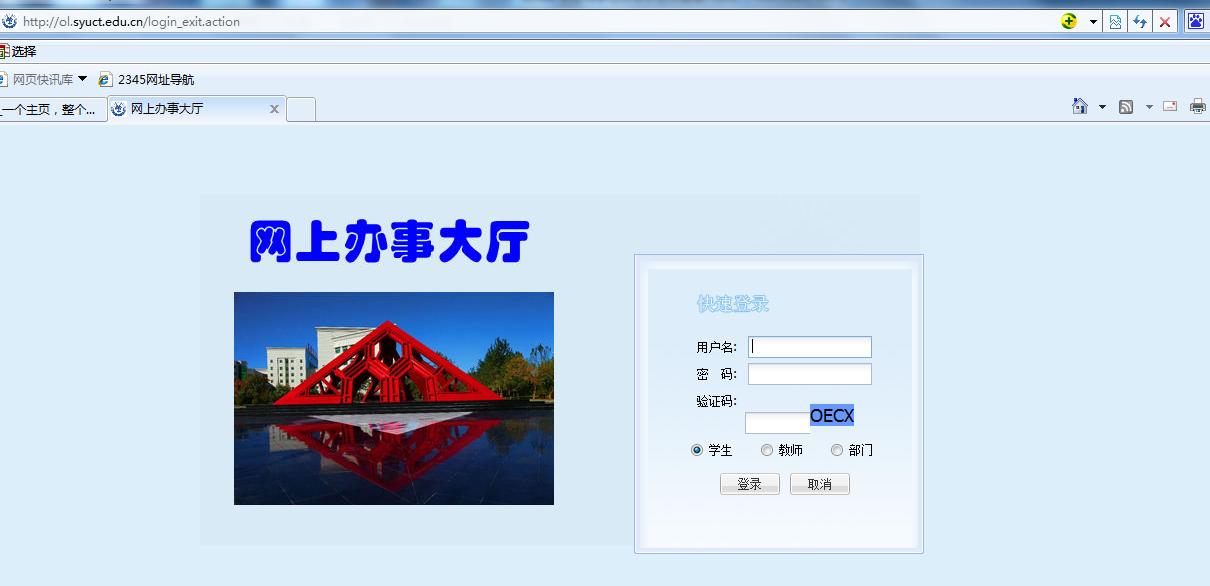 http://ol.syuct.edu.cn/login_exit.action
选择
网页快讯库 2345网址导航
一个主页，整个... 网上办事大厅
网上办事大厅
快速登录
用户名:
密 码:
验证码:
OECX
学生 教师 部门
登录 取消